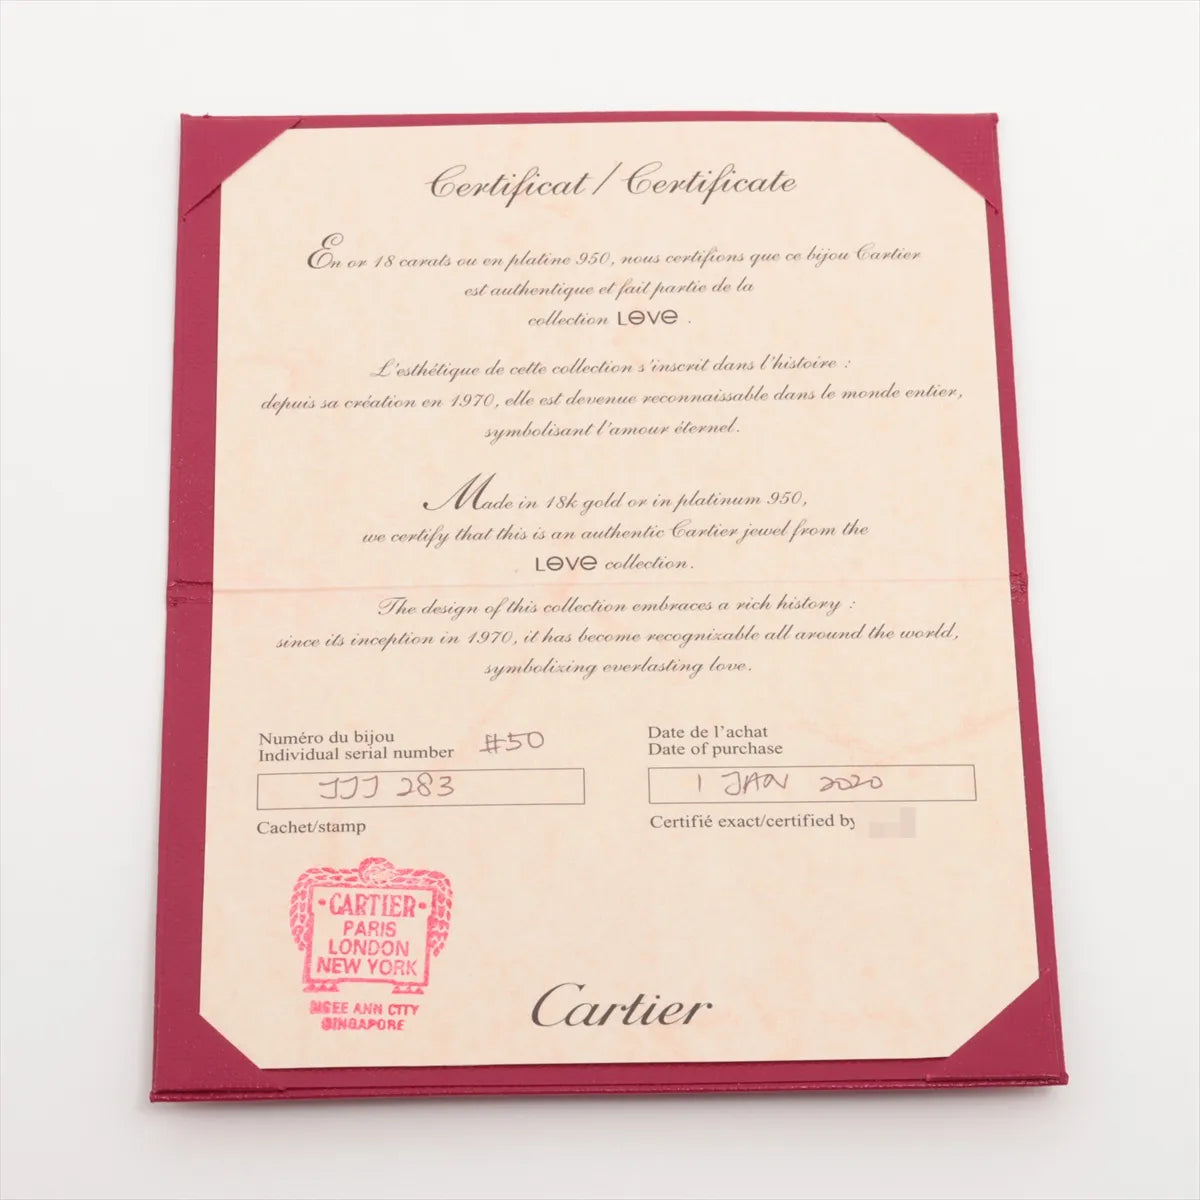 Certificat / Certificate
En or 18 carats ou en platine 950, nous certifions que ce bijou Cartier
est authentique et fait partie de la
collection LOVE .
L'esthétique de cette collection s'inscrit dans l'histoire :
depuis sa création en 1970, elle est devenue reconnaissable dans le monde entier,
symbolisant l'amour éternel.
Made in 18k gold or in platinum 950,
we certify that this is an authentic Cartier jewel from the
LOVE collection.
The design of this collection embraces a rich history :
since its inception in 1970, it has become recognizable all around the world,
symbolizing everlasting love.
Numéro du bijou
Individual serial number #50
JJJ 283
Date de l'achat
Date of purchase
1 JAN 2020
Cachet/stamp
Certifié exact/certified by
CARTIER
PARIS
LONDON
NEW YORK
ANN CITY
SINGAPORE
Cartier